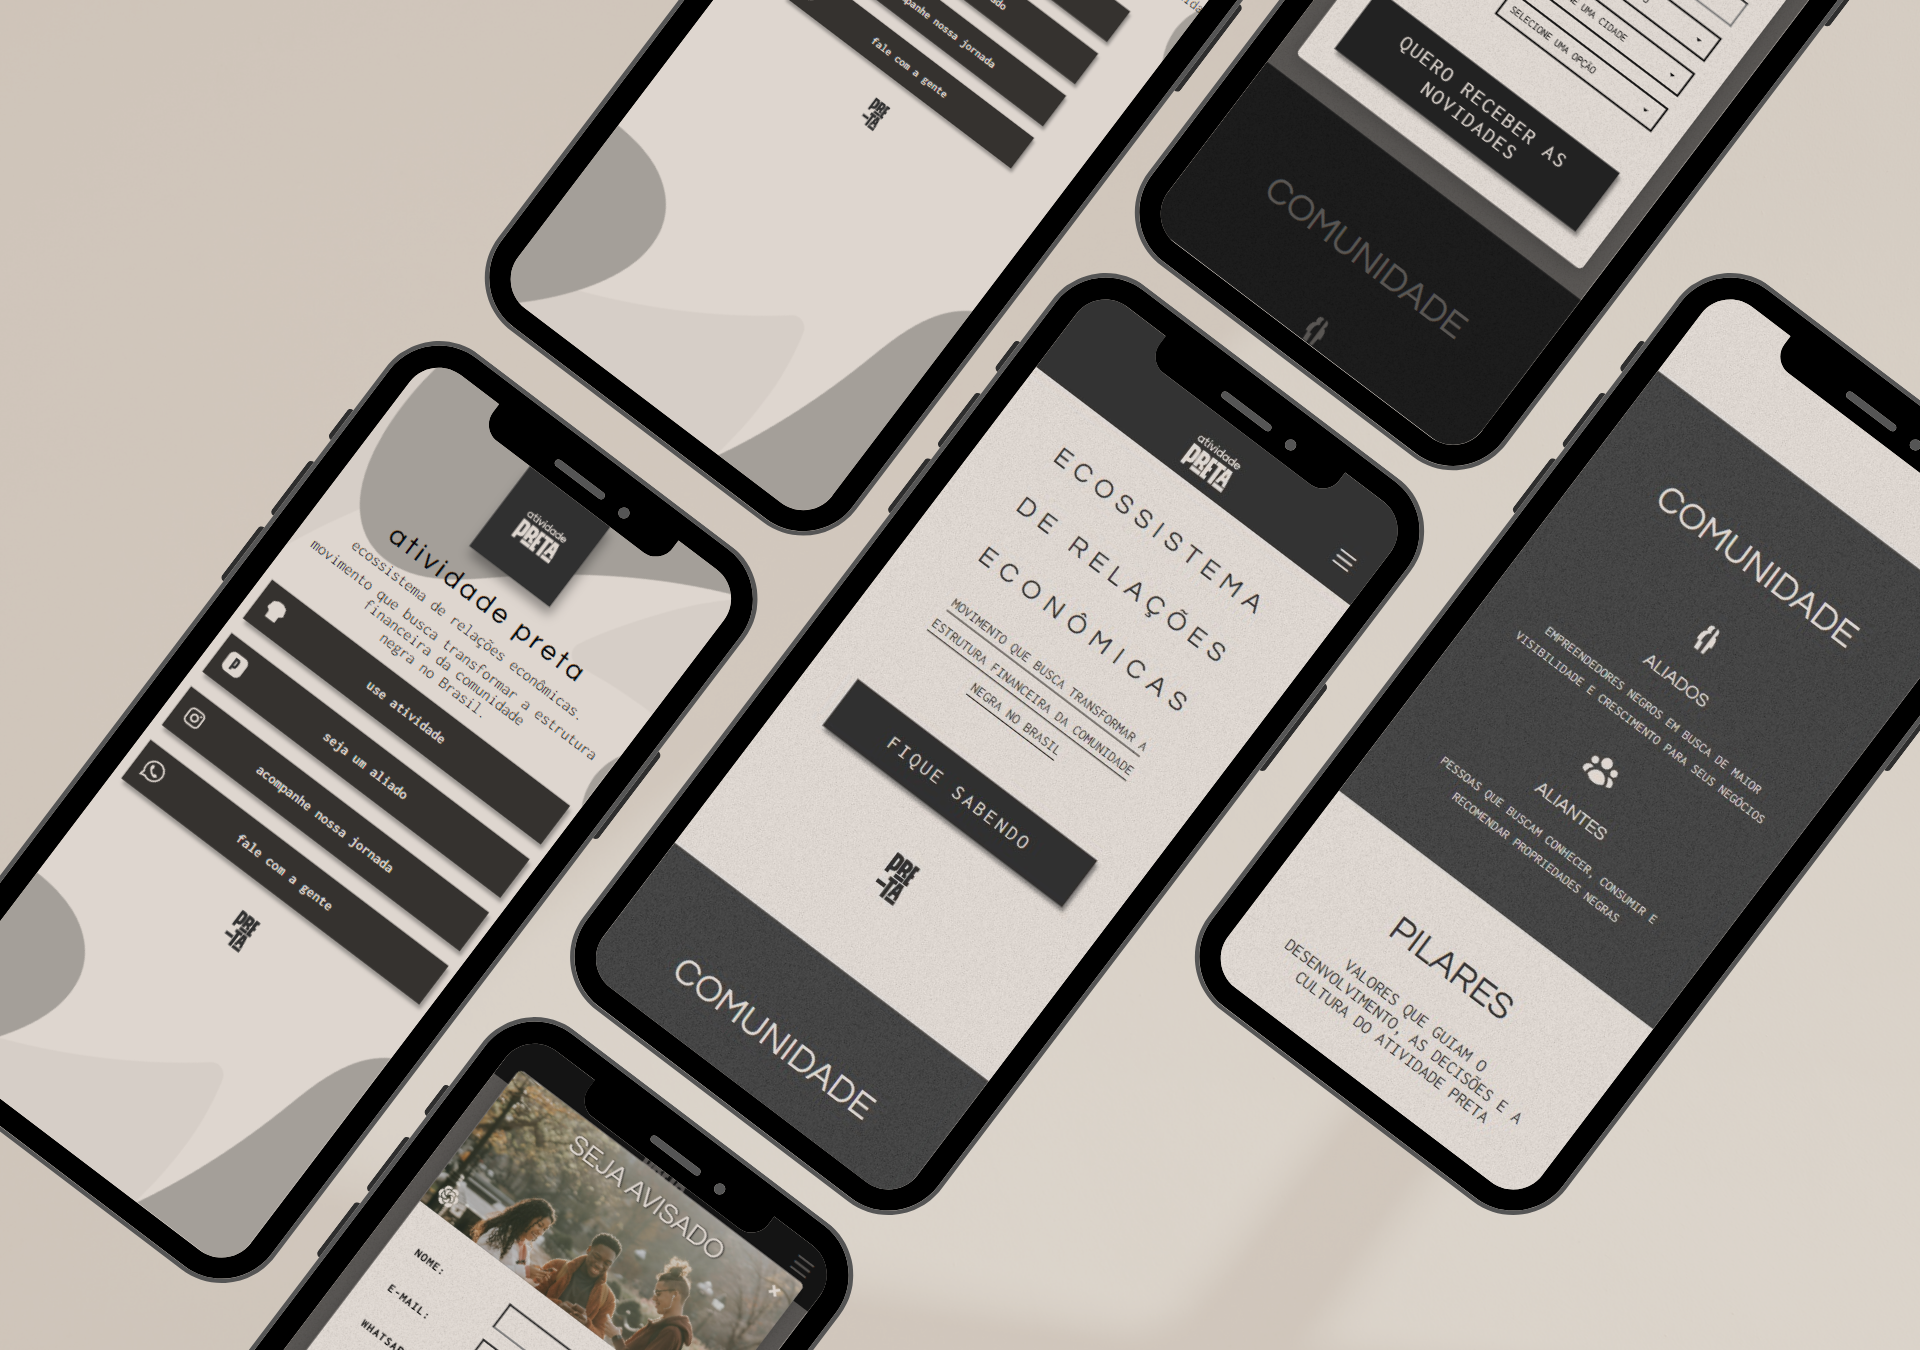 panhe nossa jornada
fale com a gente
PRE
-TA
UMA CIDADE
SELECIONE UMA OPÇÃO
QUERO RECEBER AS
NOVIDADES
COMUNIDADE
atividade
PRETA
atividade preta
ecossistema de relações econômicas.
movimento que busca transformar a estrutura
financeira da comunidade
negra no Brasil.
use atividade
seja um aliado
acompanhe nossa jornada
fale com a gente
PRE
-TA
atividade
PRETA
ECOSSISTEMA
DE RELAÇÕES
ECONÔMICAS
MOVIMENTO QUE BUSCA TRANSFORMAR A
ESTRUTURA FINANCEIRA DA COMUNIDADE
NEGRA NO BRASIL
FIQUE SABENDO
PRE
-TA
COMUNIDADE
COMUNIDADE
ALIADOS
EMPREENDEDORES NEGROS EM BUSCA DE MAIOR
VISIBILIDADE E CRESCIMENTO PARA SEUS NEGÓCIOS
ALIANTES
PESSOAS QUE BUSCAM CONHECER, CONSUMIR E
RECOMENDAR PROPRIEDADES NEGRAS
PILARES
VALORES QUE GUIAM O
DESENVOLVIMENTO, AS DECISÕES E A
CULTURA DO ATIVIDADE PRETA
SEJA AVISADO
NOME:
E-MAIL: